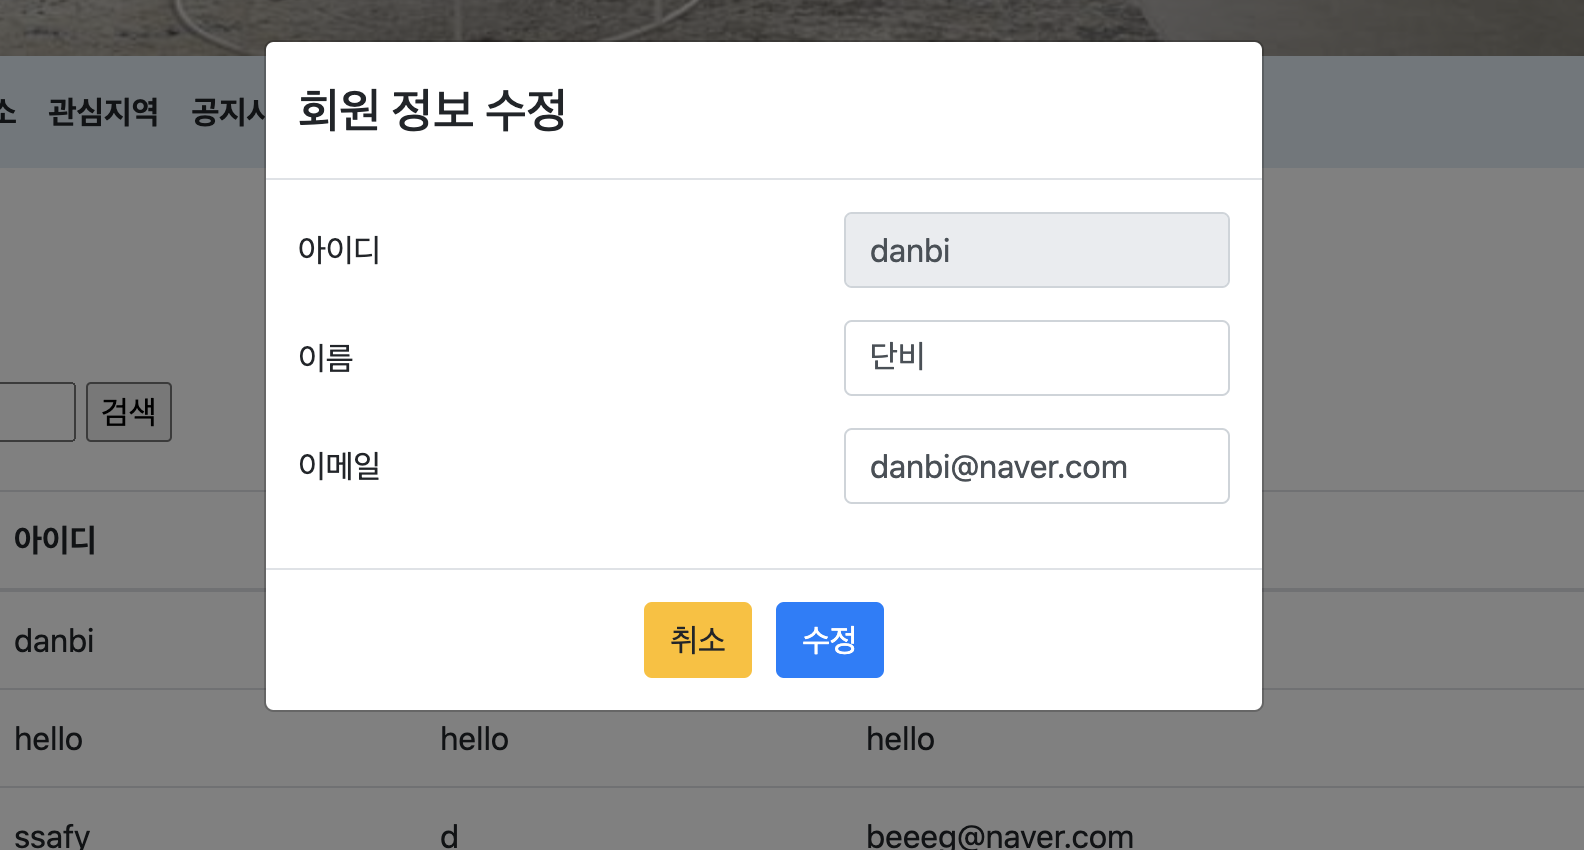 회원 정보 수정
소 관심지역 공지사
아이디 danbi
이름 단비
이메일 danbi@naver.com
취소 수정
검색
아이디
danbi
hello hello hello
ssafy d beeeg@naver.com